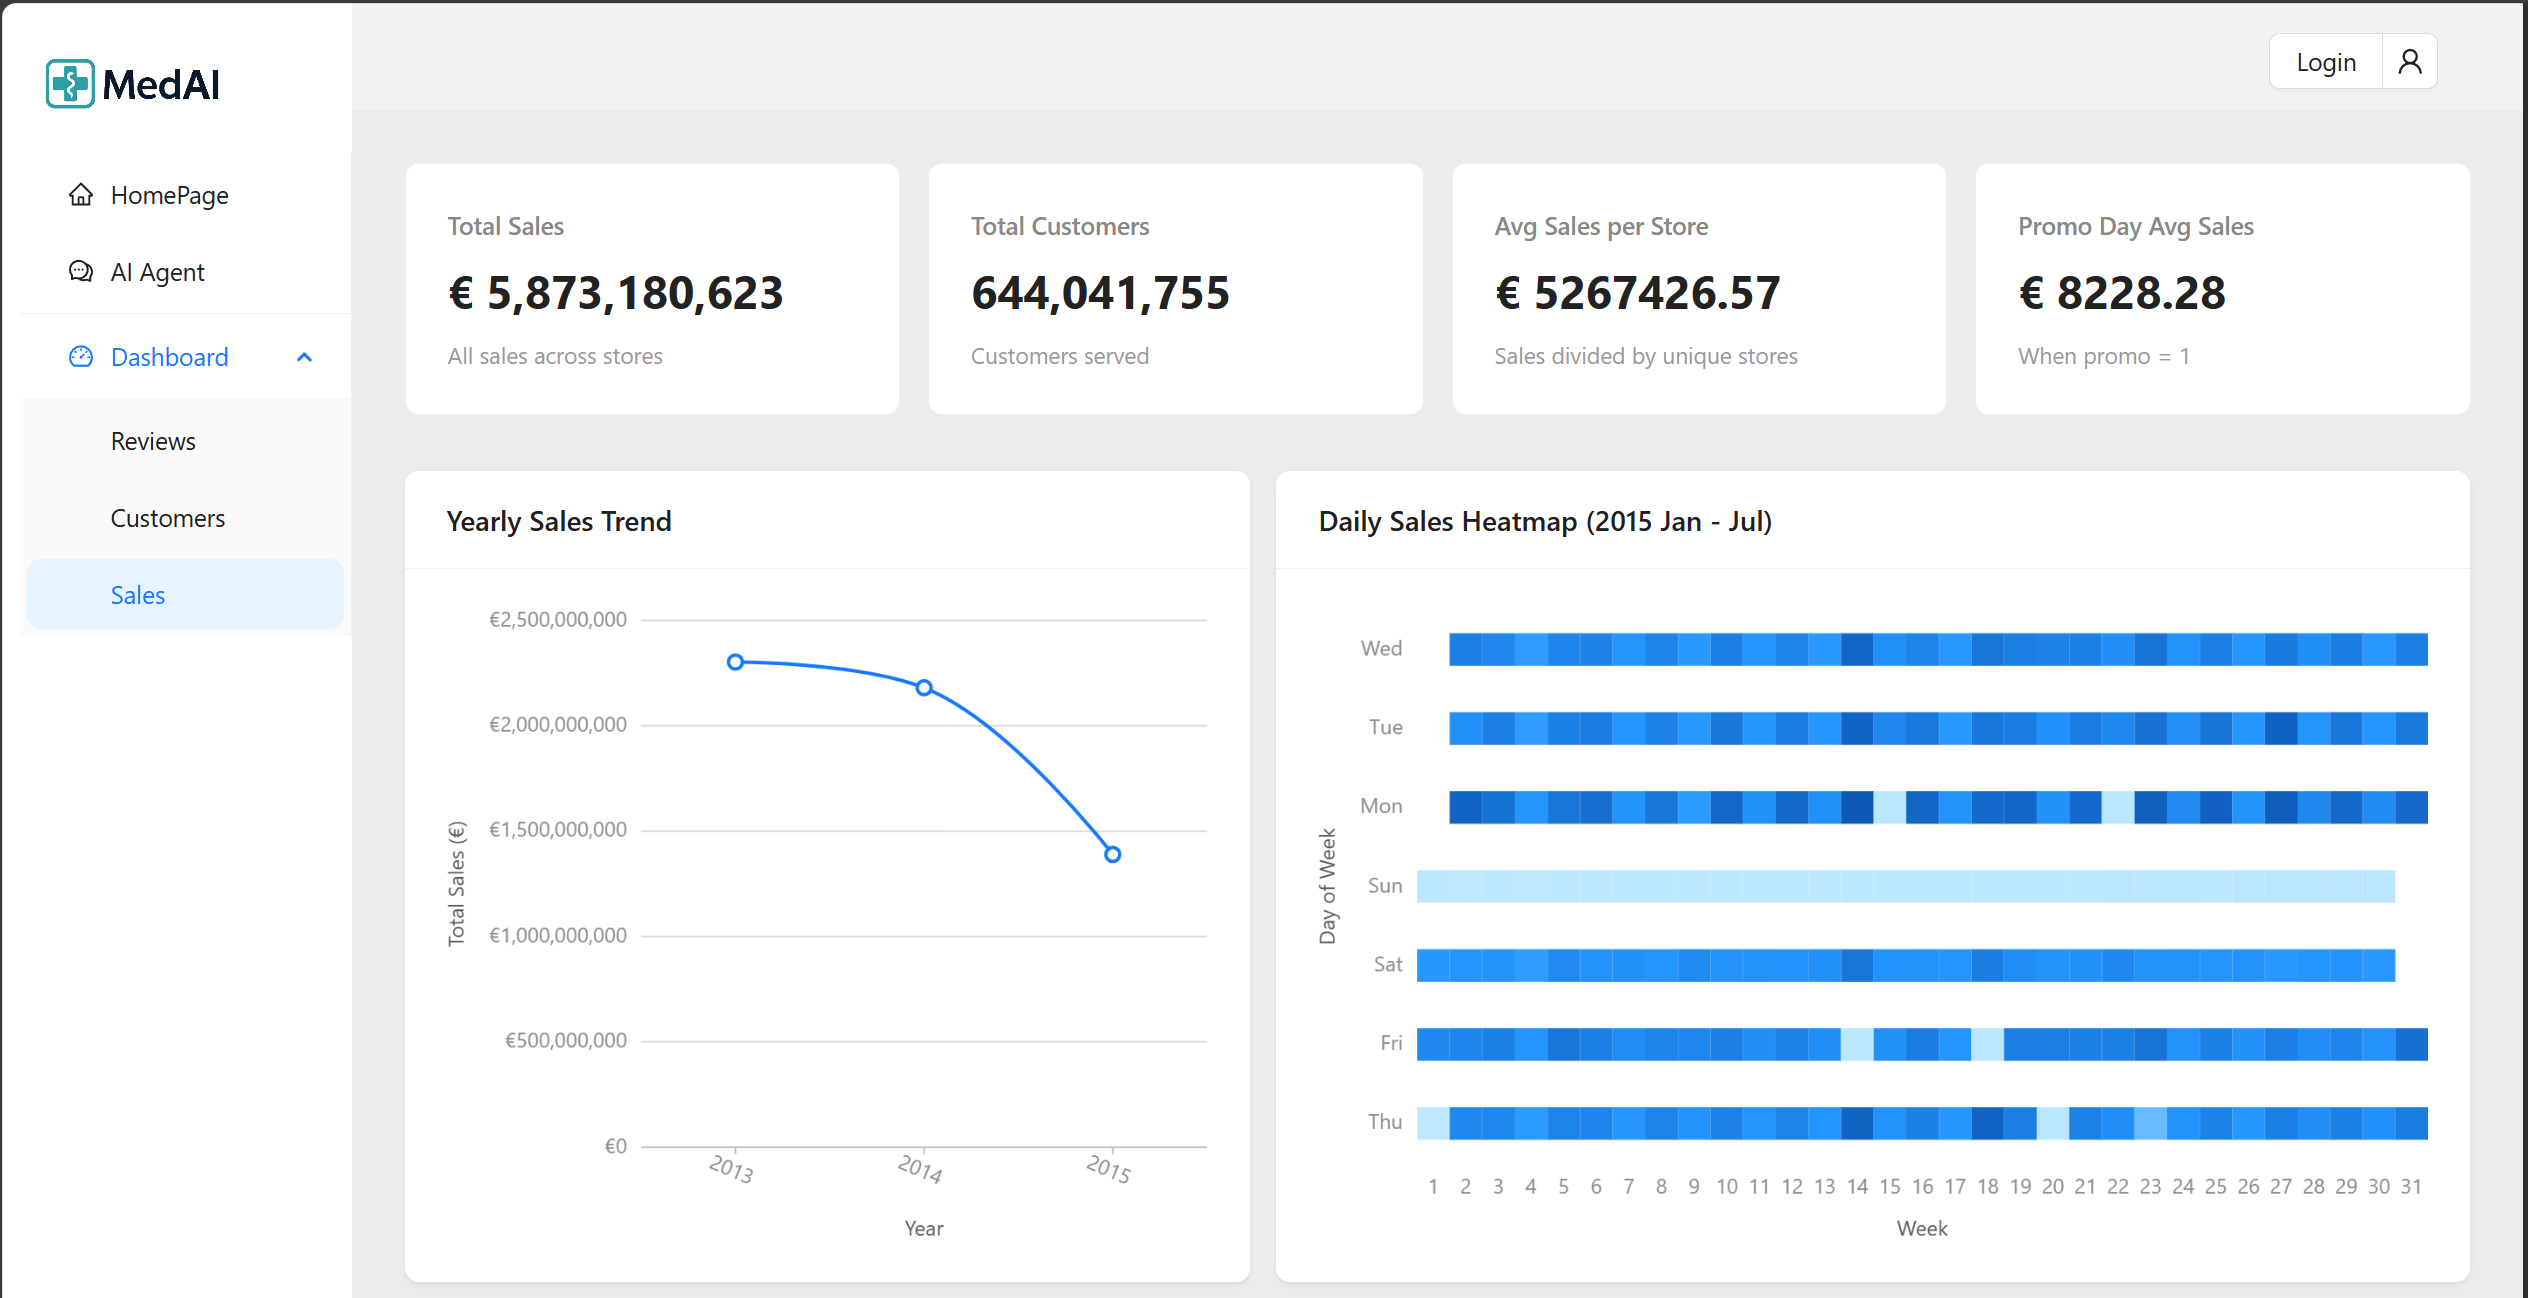 MedAI
Login
HomePage
AI Agent
Dashboard
Reviews
Customers
Sales
Total Sales
€ 5,873,180,623
All sales across stores
Total Customers
644,041,755
Customers served
Avg Sales per Store
€ 5267426.57
Sales divided by unique stores
Promo Day Avg Sales
€ 8228.28
When promo = 1
Yearly Sales Trend
Total Sales (€)
€2,500,000,000
€2,000,000,000
€1,500,000,000
€1,000,000,000
€500,000,000
€0
2013 2014 2015
Year
Daily Sales Heatmap (2015 Jan - Jul)
Day of Week
Wed
Tue
Mon
Sun
Sat
Fri
Thu
1 2 3 4 5 6 7 8 9 10 11 12 13 14 15 16 17 18 19 20 21 22 23 24 25 26 27 28 29 30 31
Week